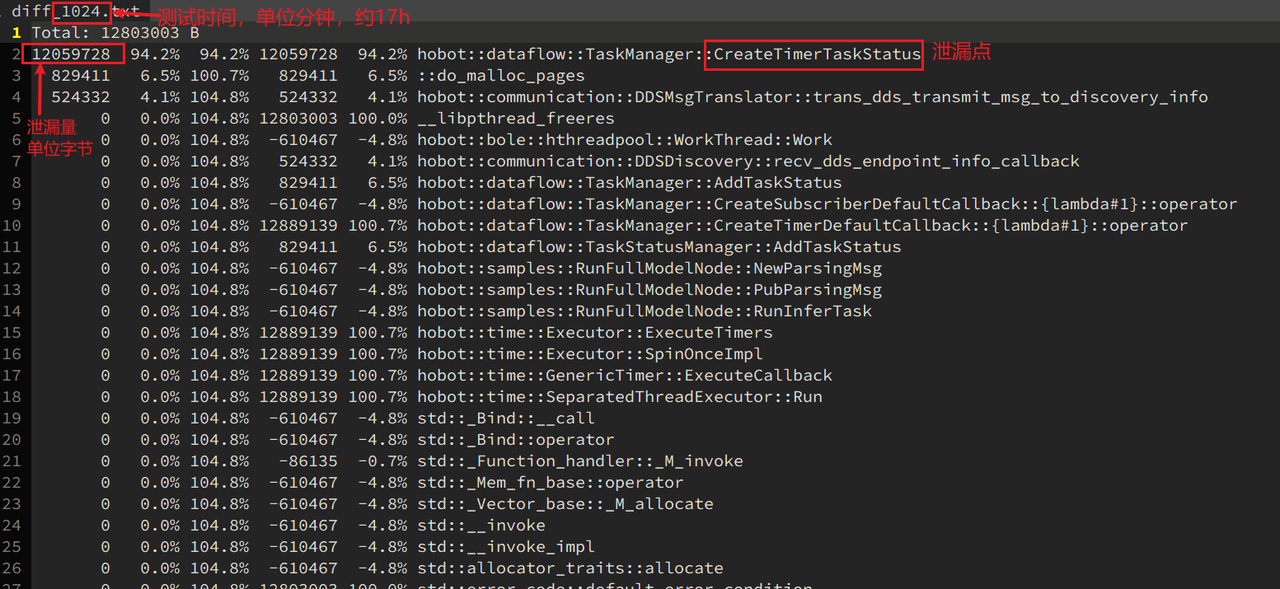 diff_1024.txt 测试时间，单位分钟，约17h
1 Total: 12803003 B
2 12059728 94.2% 94.2% 12059728 94.2% hobot::dataflow::TaskManager::CreateTimerTaskStatus 泄漏点
3 829411 6.5% 100.7% 829411 6.5% ::do_malloc_pages
4 524332 4.1% 104.8% 524332 4.1% hobot::communication::DDSMsgTranslator::trans_dds_transmit_msg_to_discovery_info
5 0 0.0% 104.8% 12803003 100.0% __libpthread_freeres
泄漏量
6 0 0.0% 104.8% -610467 -4.8% hobot::bole::hthreadpool::WorkThread::Work
单位字节
7 0 0.0% 104.8% 524332 4.1% hobot::communication::DDSDiscovery::recv_dds_endpoint_info_callback
8 0 0.0% 104.8% 829411 6.5% hobot::dataflow::TaskManager::AddTaskStatus
9 0 0.0% 104.8% -610467 -4.8% hobot::dataflow::TaskManager::CreateSubscriberDefaultCallback::{lambda#1}::operator
10 0 0.0% 104.8% 12889139 100.7% hobot::dataflow::TaskManager::CreateTimerDefaultCallback::{lambda#1}::operator
11 0 0.0% 104.8% 829411 6.5% hobot::dataflow::TaskStatusManager::AddTaskStatus
12 0 0.0% 104.8% -610467 -4.8% hobot::samples::RunFullModelNode::NewParsingMsg
13 0 0.0% 104.8% -610467 -4.8% hobot::samples::RunFullModelNode::PubParsingMsg
14 0 0.0% 104.8% -610467 -4.8% hobot::samples::RunFullModelNode::RunInferTask
15 0 0.0% 104.8% 12889139 100.7% hobot::time::Executor::ExecuteTimers
16 0 0.0% 104.8% 12889139 100.7% hobot::time::Executor::SpinOnceImpl
17 0 0.0% 104.8% 12889139 100.7% hobot::time::GenericTimer::ExecuteCallback
18 0 0.0% 104.8% 12889139 100.7% hobot::time::SeparatedThreadExecutor::Run
19 0 0.0% 104.8% -610467 -4.8% std::_Bind::__call
20 0 0.0% 104.8% -610467 -4.8% std::_Bind::operator
21 0 0.0% 104.8% -86135 -0.7% std::_Function_handler::_M_invoke
22 0 0.0% 104.8% -610467 -4.8% std::_Mem_fn_base::operator
23 0 0.0% 104.8% -610467 -4.8% std::_Vector_base::_M_allocate
24 0 0.0% 104.8% -610467 -4.8% std::__invoke
25 0 0.0% 104.8% -610467 -4.8% std::__invoke_impl
26 0 0.0% 104.8% -610467 -4.8% std::allocator_traits::allocate
27 0 0.0% 104.8% 12803003 100.0% std::error_code::default_error_condition